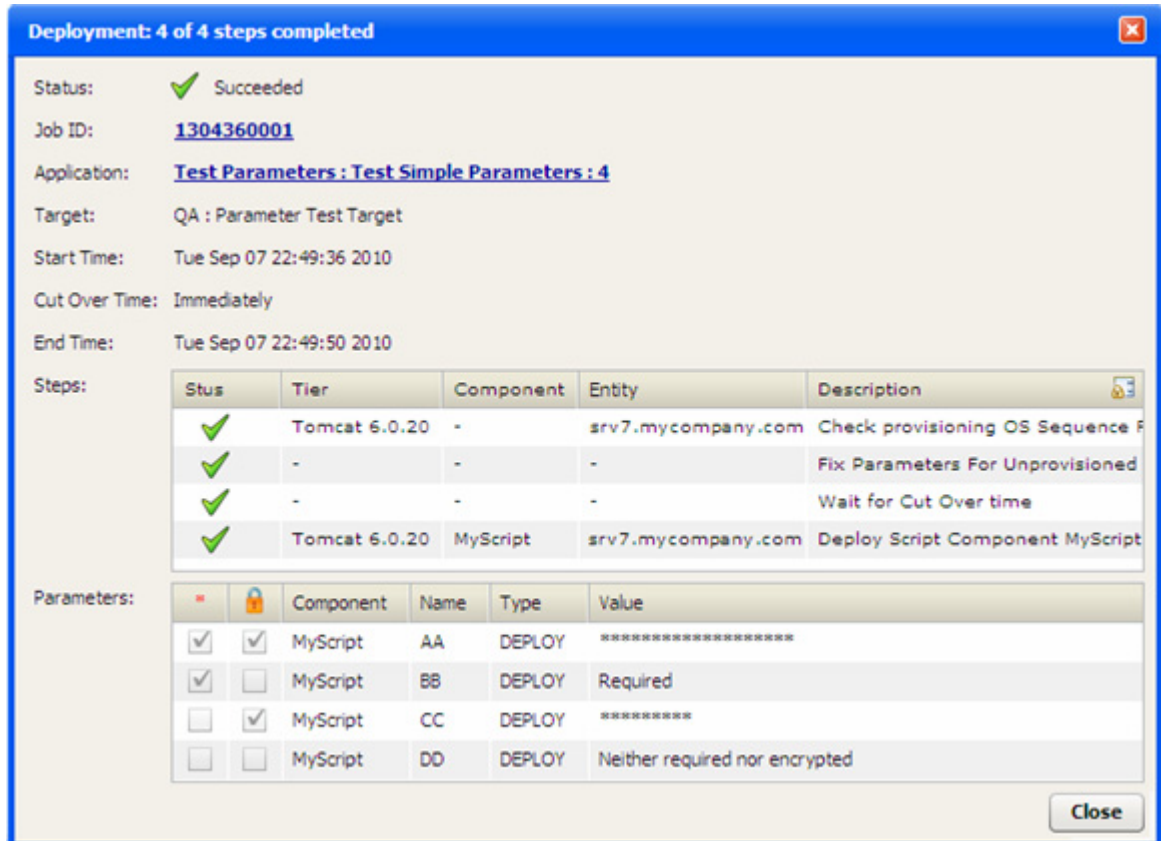 Deployment: 4 of 4 steps completed
Status: Succeeded
Job ID: 1304360001
Application: Test Parameters : Test Simple Parameters : 4
Target: QA : Parameter Test Target
Start Time: Tue Sep 07 22:49:36 2010
Cut Over Time: Immediately
End Time: Tue Sep 07 22:49:50 2010
Steps: Stus Tier Component Entity Description
Tomcat 6.0.20 - srv7.mycompany.com Check provisioning OS Sequence
- - - Fix Parameters For Unprovisioned
- - - Wait for Cut Over time
Tomcat 6.0.20 MyScript srv7.mycompany.com Deploy Script Component MyScript
Parameters: * Component Name Type Value
MyScript AA DEPLOY *******************
MyScript BB DEPLOY Required
MyScript CC DEPLOY *********
MyScript DD DEPLOY Neither required nor encrypted
Close